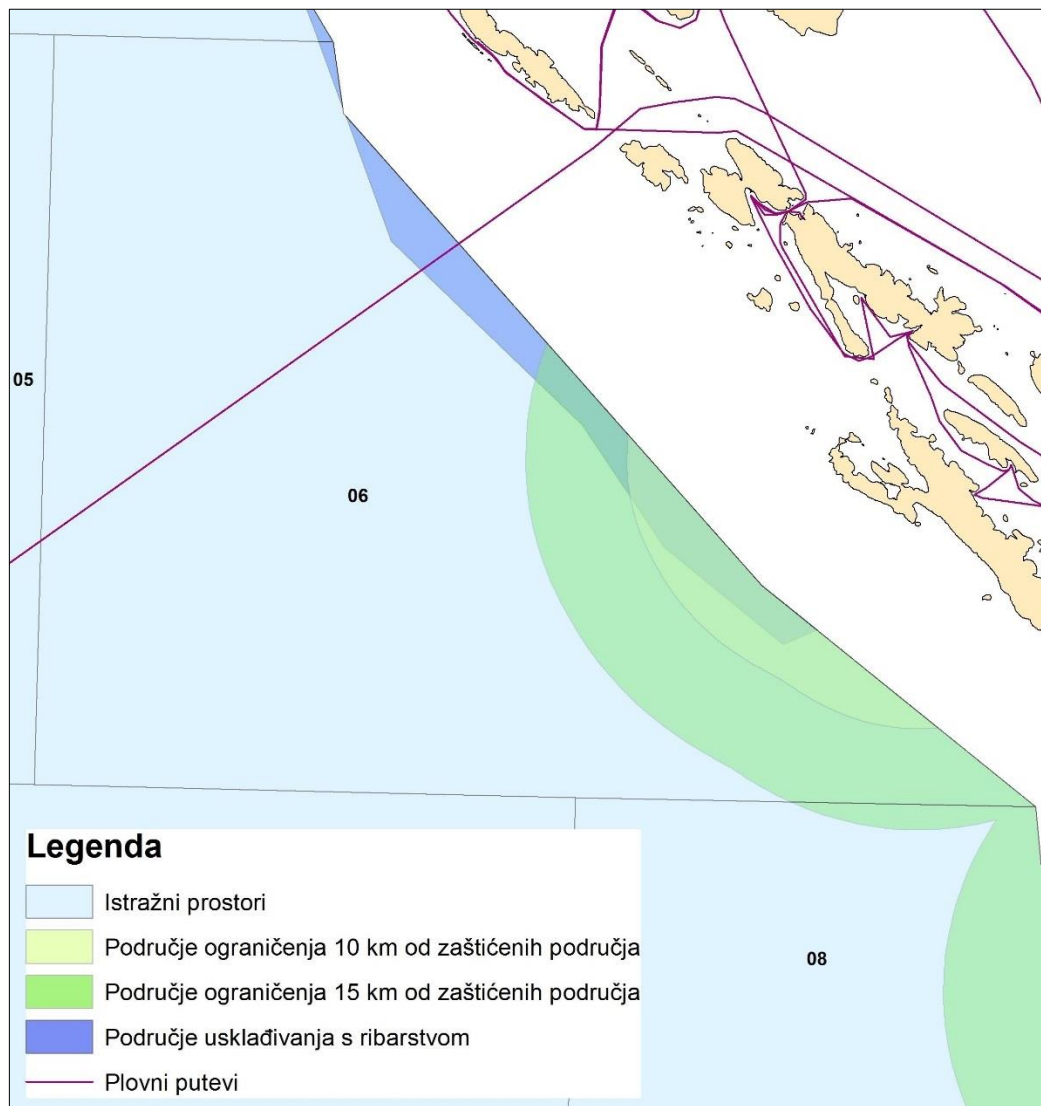 05
06
08
Legenda
Istražni prostori
Područje ograničenja 10 km od zaštićenih područja
Područje ograničenja 15 km od zaštićenih područja
Područje usklađivanja s ribarstvom
Plovni putevi